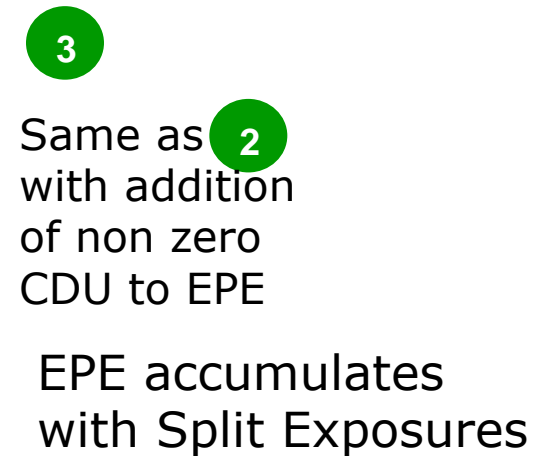 3
Same as 2
with addition
of non zero
CDU to EPE
EPE accumulates
with Split Exposures